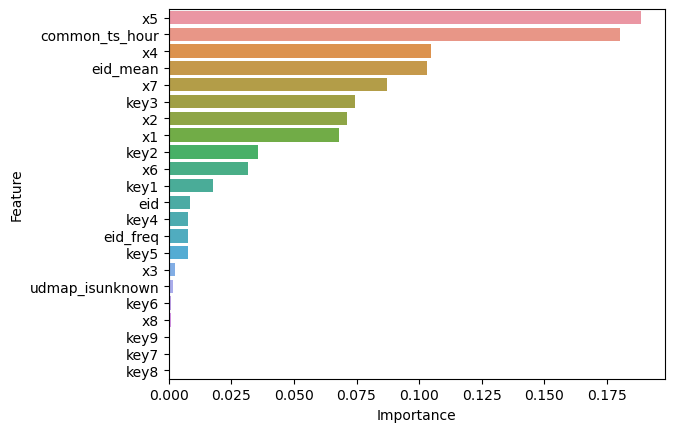 x5
common_ts_hour
x4
eid_mean
x7
key3
x2
x1
key2
x6
key1
eid
key4
eid_freq
key5
x3
udmap_isunknown
key6
x8
key9
key7
key8
Feature
0.000 0.025 0.050 0.075 0.100 0.125 0.150 0.175
Importance